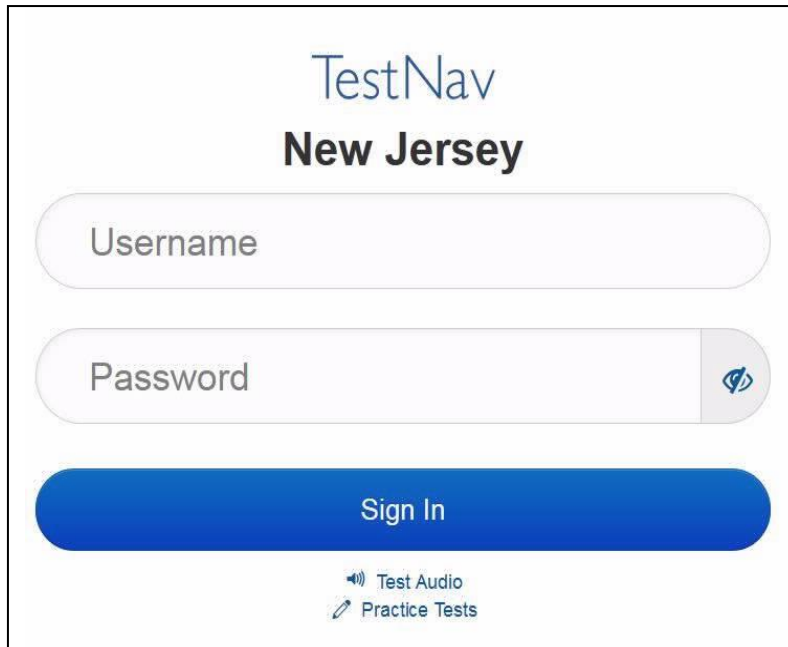 TestNav
New Jersey
Username
Password
Sign In
Test Audio
Practice Tests